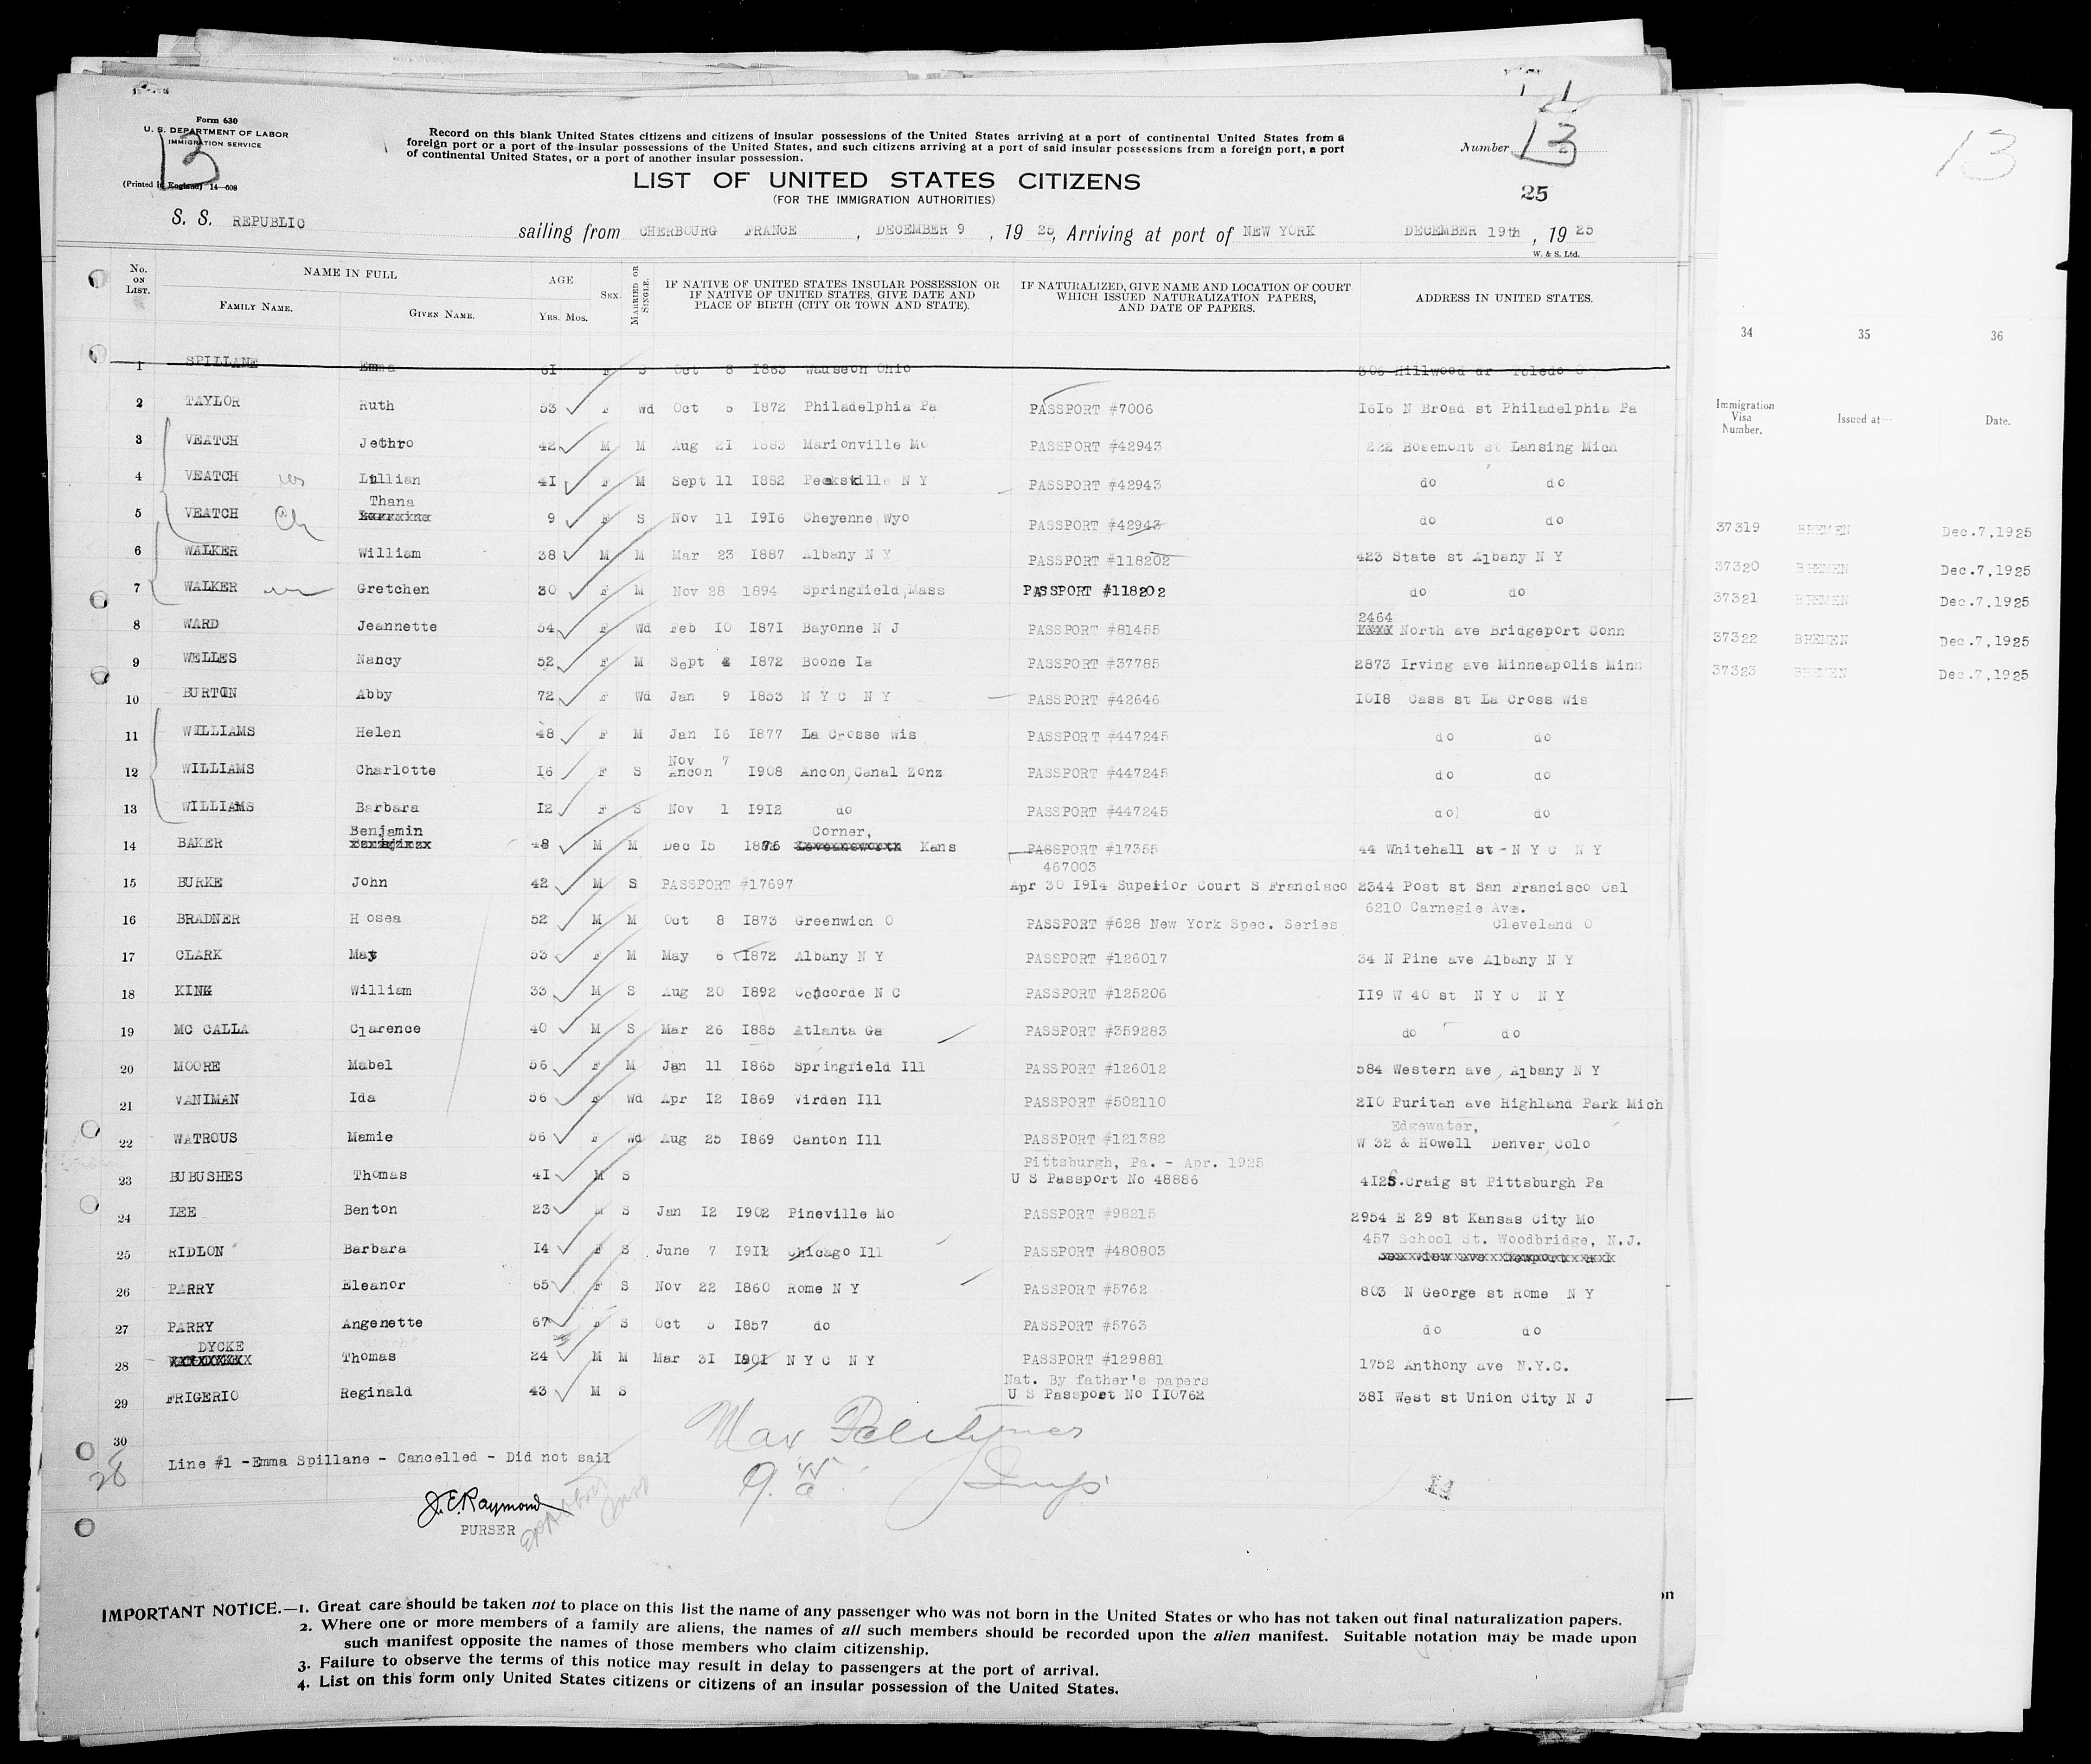 Form 630
U. S. DEPARTMENT OF LABOR
IMMIGRATION SERVICE
(Printed in England) 14—608
13
Record on this blank United States citizens and citizens of insular possessions of the United States arriving at a port of continental United States from a
foreign port or a port of the insular possessions of the United States, and such citizens arriving at a port of said insular possessions from a foreign port, a port
of continental United States, or a port of another insular possession.
Number 13
13
LIST OF UNITED STATES CITIZENS
(FOR THE IMMIGRATION AUTHORITIES)
25
S. S. REPUBLIC sailing from CHERBOURG FRANCE , DECEMBER 9 , 19 25, Arriving at port of NEW YORK DECEMBER 19th , 19 25
W. & S. Ltd.
No. ON LIST. NAME IN FULL AGE SEX. MARRIED OR SINGLE. IF NATIVE OF UNITED STATES INSULAR POSSESSION OR IF NATIVE OF UNITED STATES, GIVE DATE AND PLACE OF BIRTH (CITY OR TOWN AND STATE). IF NATURALIZED, GIVE NAME AND LOCATION OF COURT WHICH ISSUED NATURALIZATION PAPERS, AND DATE OF PAPERS. ADDRESS IN UNITED STATES.
FAMILY NAME. GIVEN NAME. YRS. MOS.
34 35 36
Immigration Visa Number. Issued at— Date.
1 SPILLANE Emma 61 F S Oct 8 1863 Wauseon Ohio 305 Hillwood ar Toledo O
2 TAYLOR Ruth 53 F Wd Oct 6 1872 Philadelphia Pa PASSPORT #7006 1616 N Broad st Philadelphia Pa
3 VEATCH Jethro 42 M M Aug 21 1883 Marionville Mo PASSPORT #42943 222 Bosemont st Lansing Mich
4 VEATCH Lillian 41 F M Sept 11 1882 Peekskille N Y PASSPORT #42943 do do
Thana
5 VEATCH 9 F S Nov 11 1916 Cheyenne Wyo PASSPORT #42943 do do
37319 BREMEN Dec.7,1925
6 WALKER William 38 M M Mar 23 1887 Albany N Y PASSPORT #118202 423 State st Albany N Y
37320 BREMEN Dec.7,1925
7 WALKER Gretchen 30 F M Nov 28 1894 Springfield,Mass PASSPORT #118202 do do
37321 BREMEN Dec.7,1925
2464
8 WARD Jeannette 54 F Wd Feb 10 1871 Bayonne N J PASSPORT #81455 North ave Bridgeport Conn
37322 BREMEN Dec.7,1925
9 WELLES Nancy 52 F M Sept 4 1872 Boone Ia PASSPORT #37785 2873 Irving ave Minneapolis Minn
37323 BREMEN Dec.7,1925
10 BURTON Abby 72 F Wd Jan 9 1853 N Y C N Y PASSPORT #42646 1018 Cass st La Cross Wis
11 WILLIAMS Helen 48 F M Jan 16 1877 La Crosse Wis PASSPORT #447245 do do
Nov 7
12 WILLIAMS Charlotte 16 F S Ancon 1908 Ancon,Canal Zonz PASSPORT #447245 do do
13 WILLIAMS Barbara 12 F S Nov 1 1912 do PASSPORT #447245 do) do
Benjamin Corner,
14 BAKER 48 M M Dec 15 1876 Kans PASSPORT #17355 44 Whitehall st-N Y C N Y
467003
15 BURKE John 42 M S PASSPORT #17697 Apr 30 1914 Superior Court S Francisco 2344 Post st San Francisco Cal
6210 Carnegie Ave.
16 BRADNER H osea 52 M M Oct 8 1873 Greenwich O PASSPORT #628 New York Spec. Series Cleveland O
17 CLARK May 53 F M May 6 1872 Albany N Y PASSPORT #126017 34 N Pine ave Albany N Y
18 KING William 33 M S Aug 20 1892 Concorde N C PASSPORT #125206 119 W 40 st N Y C N Y
19 MC CALLA Clarence 40 M S Mar 26 1885 Atlanta Ga PASSPORT #359283 do do
20 MOORE Mabel 56 F M Jan 11 1865 Springfield Ill PASSPORT #126012 584 Western ave, Albany N Y
21 VANIMAN Ida 56 F Wd Apr 12 1869 Virden Ill PASSPORT #502110 210 Puritan ave Highland Park Mich
Edgewater,
22 WATROUS Mamie 56 F Wd Aug 25 1869 Canton Ill PASSPORT #121382 W 32 & Howell Denver,Colo
Pittsburgh, Pa. - Apr. 1925
23 BUBUSHES Thomas 41 M S U S Passport No 48886 412S.Craig st Pittsburgh Pa
24 LEE Benton 23 M S Jan 12 1902 Pineville Mo PASSPORT #98215 2954 E 29 st Kansas City Mo
457 School St. Woodbridge, N.J.
25 RIDLON Barbara 14 F S June 7 1911 Chicago Ill PASSPORT #480803
26 PARRY Eleanor 65 F S Nov 22 1860 Rome N Y PASSPORT #5762 803 N George st Rome N Y
27 PARRY Angenette 67 F S Oct 5 1857 do PASSPORT #5763 do do
DYCKE
28 Thomas 24 M M Mar 31 1901 N Y C N Y PASSPORT #129881 1752 Anthony ave N.Y.C.
Nat. By father's papers
29 FRIGERIO Reginald 43 M S U S Passport No 110762 381 West st Union City N J
30
28
Line #1 -Emma Spillane - Cancelled - Did not sail
Max
Insp
J.E.Raymond
PURSER
14
IMPORTANT NOTICE.—1. Great care should be taken not to place on this list the name of any passenger who was not born in the United States or who has not taken out final naturalization papers.
2. Where one or more members of a family are aliens, the names of all such members should be recorded upon the alien manifest. Suitable notation may be made upon
such manifest opposite the names of those members who claim citizenship.
3. Failure to observe the terms of this notice may result in delay to passengers at the port of arrival.
4. List on this form only United States citizens or citizens of an insular possession of the United States.